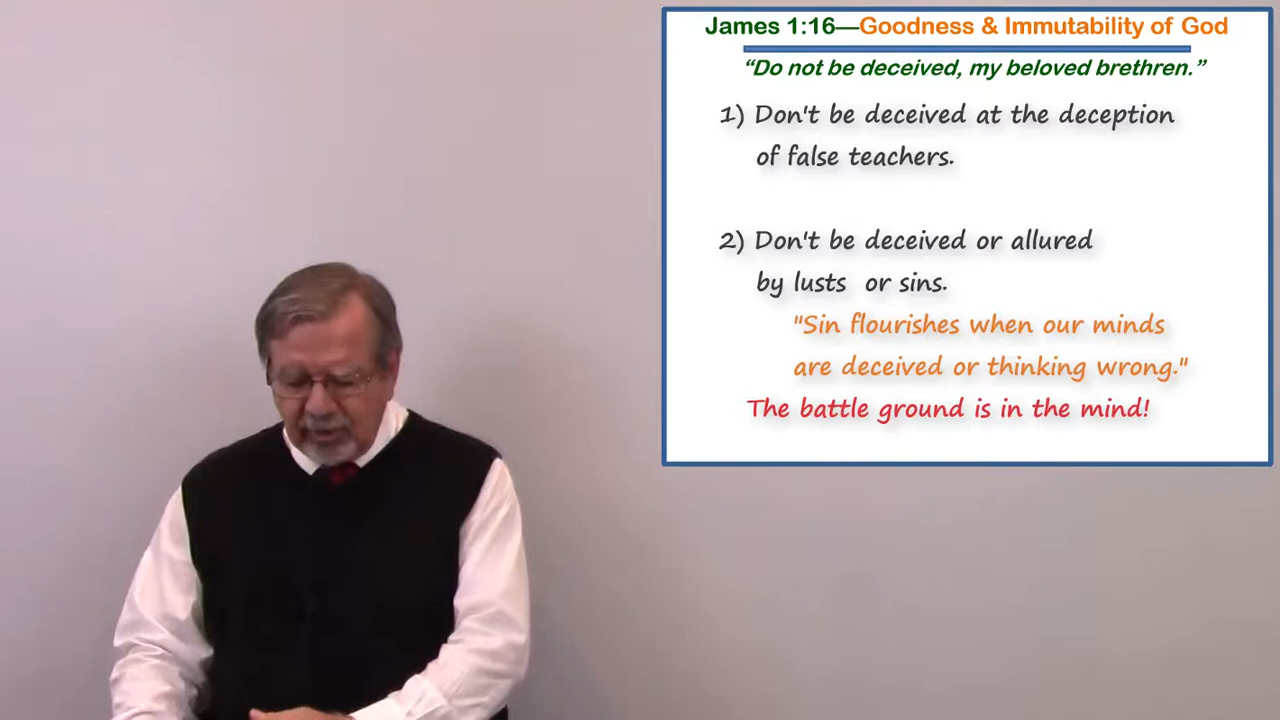 James 1:16—Goodness & Immutability of God
“Do not be deceived, my beloved brethren.”
1) Don't be deceived at the deception
of false teachers.
2) Don't be deceived or allured
by lusts or sins.
"Sin flourishes when our minds
are deceived or thinking wrong."
The battle ground is in the mind!